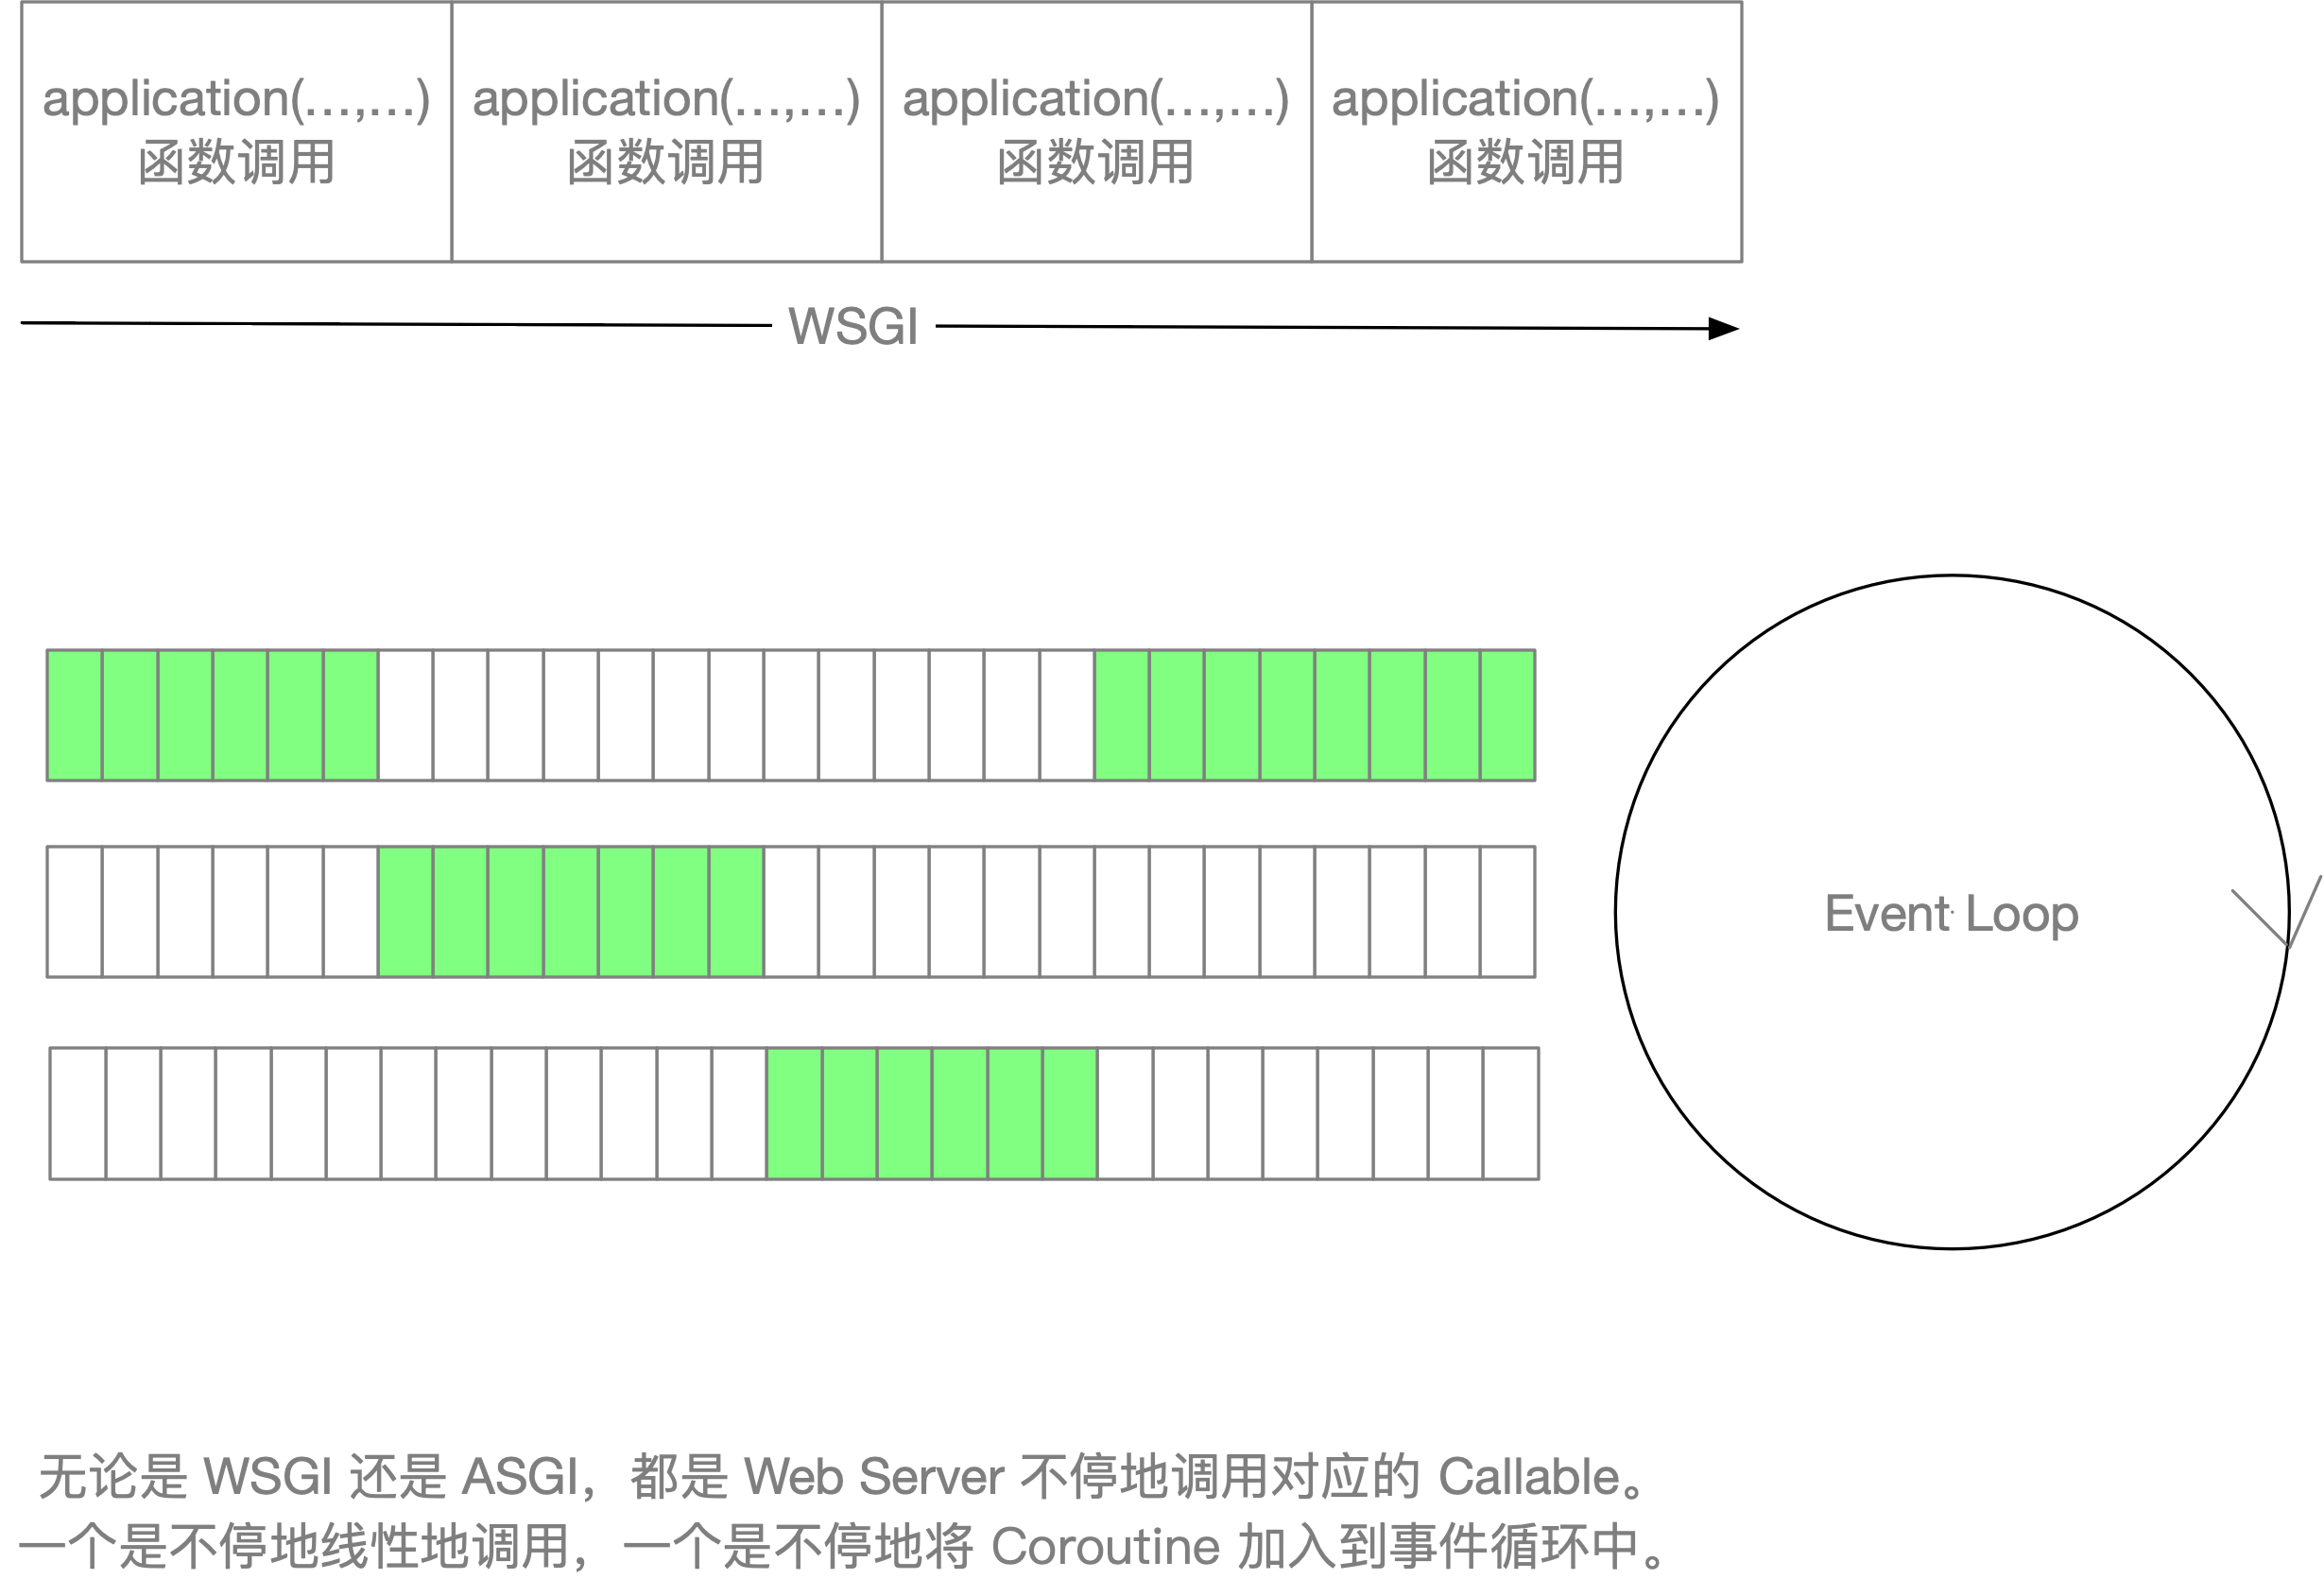 application(...,...)
函数调用
application(...,...)
函数调用
application(...,...)
函数调用
application(...,...)
函数调用
WSGI
Event Loop
无论是 WSGI 还是 ASGI，都是 Web Server 不停地调用对应的 Callable。
一个是不停地线性地调用，一个是不停地将 Coroutine 加入到事件循环中。